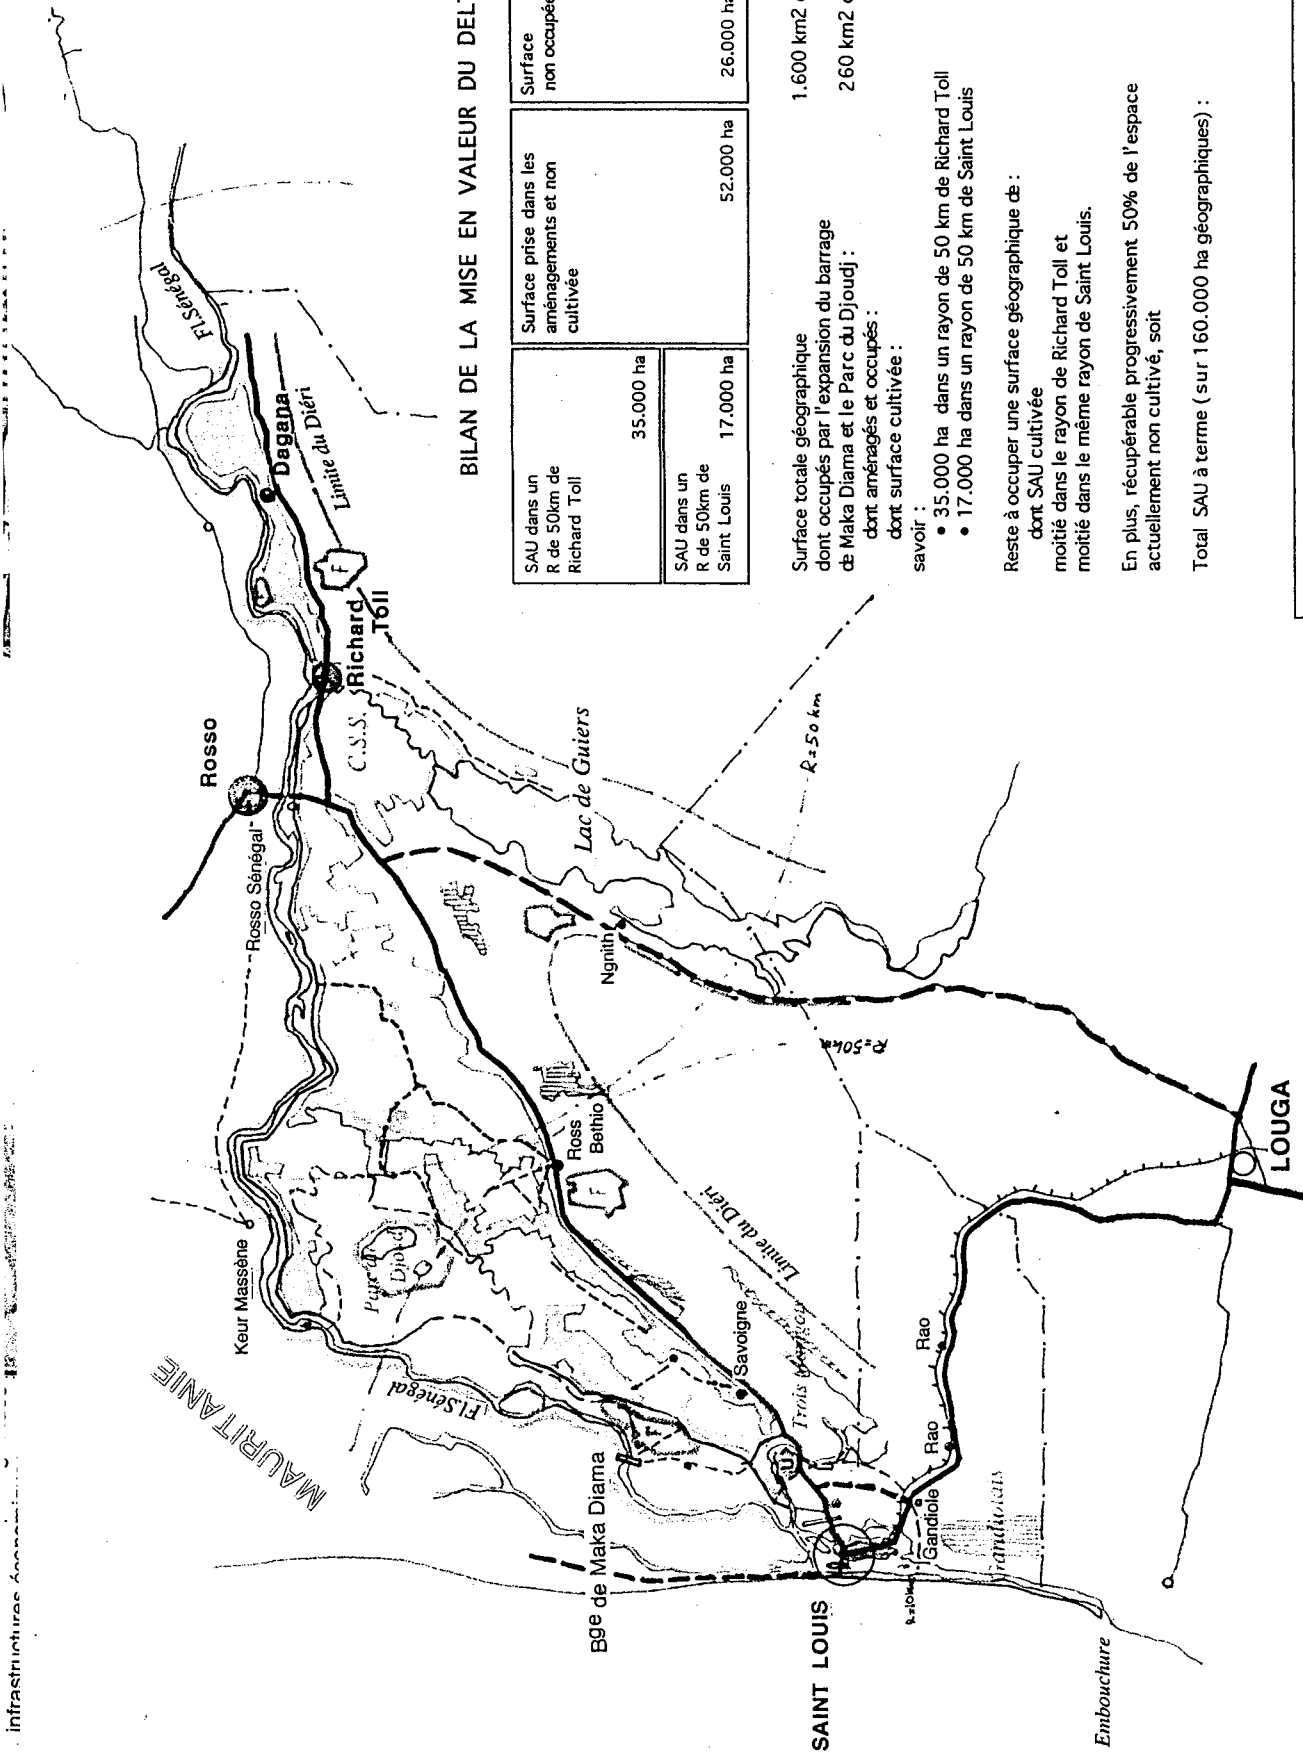 infrastructures
MAURITANIE
Keur Massène
Rosso Sénégal
Rosso
Fl.Sénégal
Dagana
Limite du Diéri
Richard
Toll
F
C.S.S.
Lac de Guiers
Ngnith
R=50km
R=50km
Ross
Bethio
F
Parc du
Djoudj
Fl.Sénégal
Bge de Maka Diama
Savoigne
Limite du Diéri
Trois Marigots
U
SAINT LOUIS
R=10km
Gandiole
Rao
Rao
Gandiolais
Embouchure
LOUGA
BILAN DE LA MISE EN VALEUR DU DELT
SAU dans un
R de 50km de
Richard Toll
35.000 ha
SAU dans un
R de 50km de
Saint Louis
17.000 ha
Surface prise dans les
aménagements et non
cultivée
52.000 ha
Surface
non occupée
26.000 ha
Surface totale géographique
dont occupés par l'expansion du barrage
de Maka Diama et le Parc du Djoudj :
dont aménagés et occupés :
dont surface cultivée :
savoir :
1.600 km2
260 km2
• 35.000 ha dans un rayon de 50 km de Richard Toll
• 17.000 ha dans un rayon de 50 km de Saint Louis
Reste à occuper une surface géographique de :
dont SAU cultivée
moitié dans le rayon de Richard Toll et
moitié dans le même rayon de Saint Louis.
En plus, récupérable progressivement 50% de l'espace
actuellement non cultivé, soit
Total SAU à terme (sur 160.000 ha géographiques) :